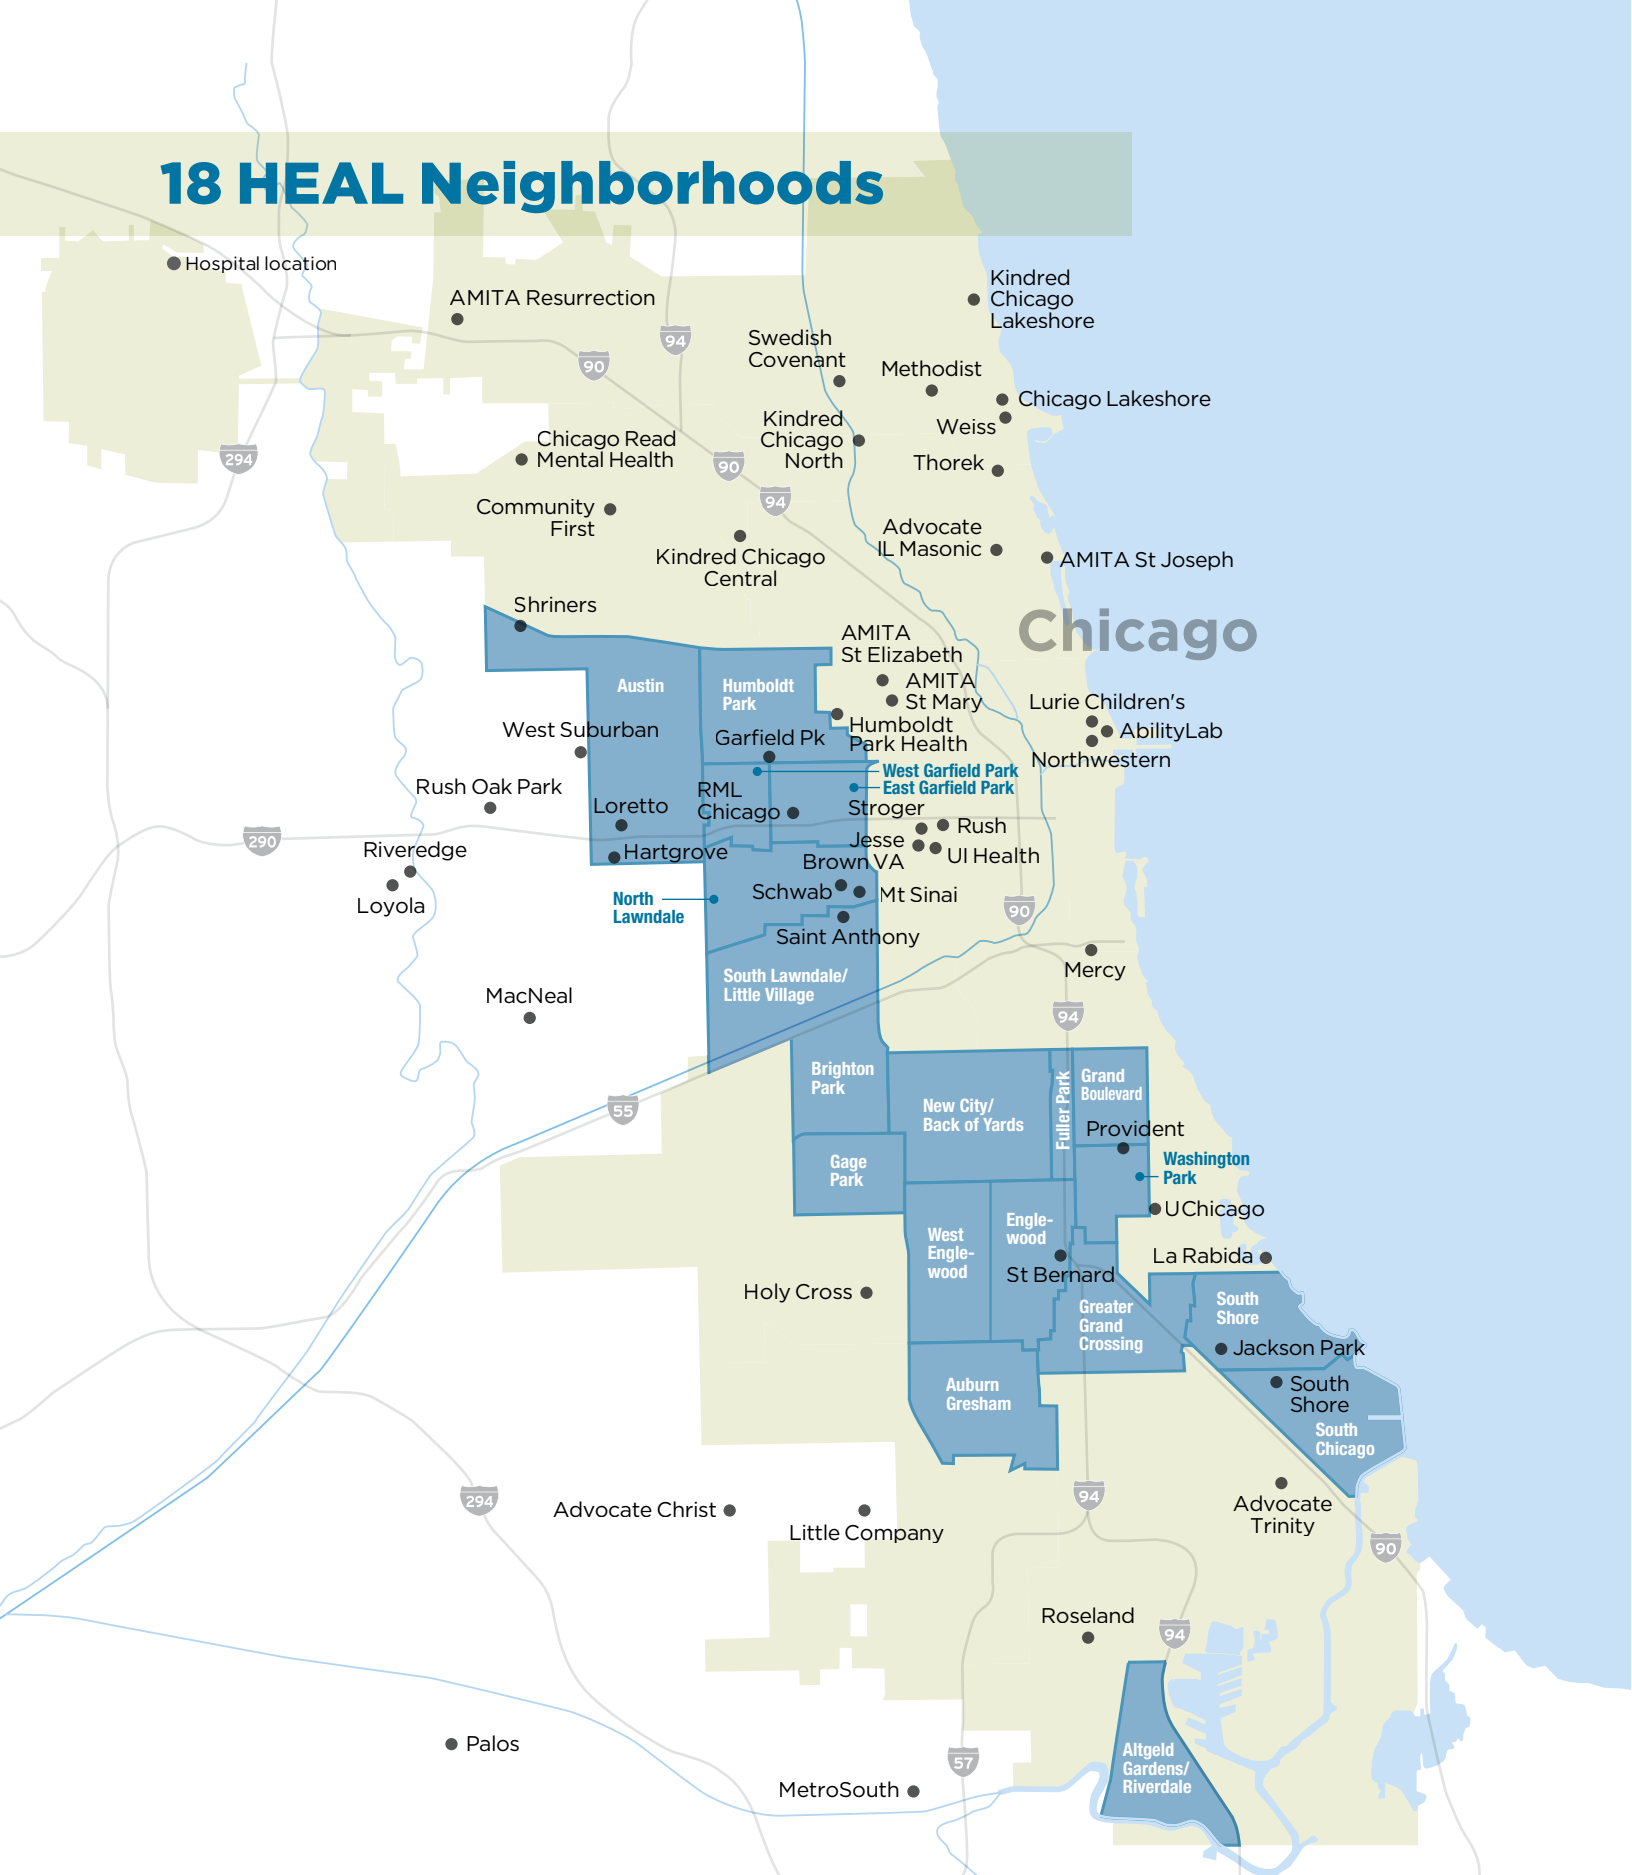 18 HEAL Neighborhoods
Hospital location
Kindred
Chicago
Lakeshore
AMITA Resurrection
94
Swedish
Covenant
90
Methodist
Chicago Lakeshore
Weiss
Kindred
Chicago
North
294
Chicago Read
Mental Health
90
Thorek
94
Community
First
Advocate
IL Masonic
Kindred Chicago
Central
AMITA St Joseph
Shriners
Chicago
AMITA
St Elizabeth
Austin
Humboldt
Park
AMITA
St Mary
Lurie Children's
AbilityLab
Northwestern
West Suburban
Humboldt
Park Health
Garfield Pk
West Garfield Park
East Garfield Park
Rush Oak Park
RML
Chicago
Loretto
Stroger
Rush
290
Jesse
Brown VA
UI Health
Riveredge
Hartgrove
Loyola
Schwab
Mt Sinai
North
Lawndale
90
Saint Anthony
Mercy
South Lawndale/
Little Village
MacNeal
94
Brighton
Park
55
New City/
Back of Yards
Fuller Park
Grand
Boulevard
Provident
Gage
Park
Washington
Park
UChicago
West
Engle-
wood
Engle-
wood
La Rabida
St Bernard
Holy Cross
Greater
Grand
Crossing
South
Shore
Jackson Park
Auburn
Gresham
South
Shore
South
Chicago
294
94
Advocate Christ
Little Company
Advocate
Trinity
90
Roseland
94
Palos
57
Altgeld
Gardens/
Riverdale
MetroSouth